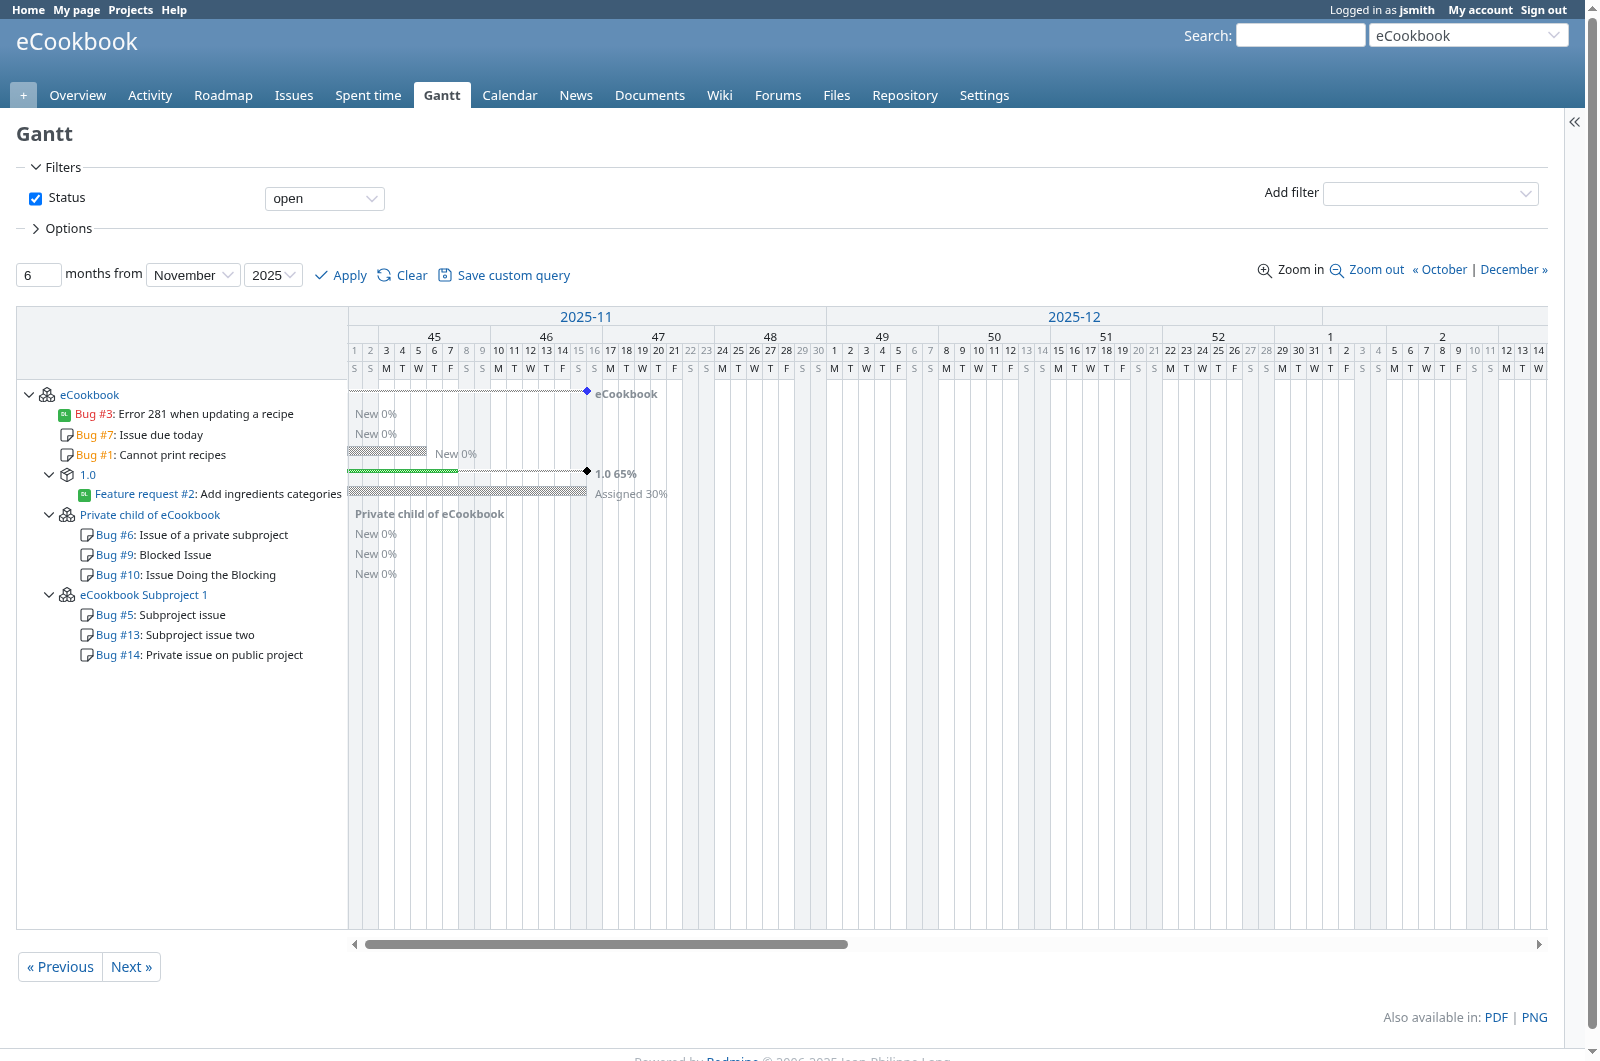 Home My page Projects Help Logged in as jsmith My account Sign out
eCookbook Search: eCookbook
+ Overview Activity Roadmap Issues Spent time Gantt Calendar News Documents Wiki Forums Files Repository Settings
Gantt
Filters
Status open Add filter
Options
6 months from November 2025 Apply Clear Save custom query Zoom in Zoom out « October | December »
2025-11 2025-12
45 46 47 48 49 50 51 52 1 2
1 2 3 4 5 6 7 8 9 10 11 12 13 14 15 16 17 18 19 20 21 22 23 24 25 26 27 28 29 30 1 2 3 4 5 6 7 8 9 10 11 12 13 14 15 16 17 18 19 20 21 22 23 24 25 26 27 28 29 30 31 1 2 3 4 5 6 7 8 9 10 11 12 13 14
S S M T W T F S S M T W T F S S M T W T F S S M T W T F S S M T W T F S S M T W T F S S M T W T F S S M T W T F S S M T W T F S S M T W T F S S M T W
eCookbook eCookbook
Bug #3: Error 281 when updating a recipe New 0%
Bug #7: Issue due today New 0%
Bug #1: Cannot print recipes New 0%
1.0 1.0 65%
DL Feature request #2: Add ingredients categories Assigned 30%
Private child of eCookbook Private child of eCookbook
Bug #6: Issue of a private subproject New 0%
Bug #9: Blocked Issue New 0%
Bug #10: Issue Doing the Blocking New 0%
eCookbook Subproject 1
Bug #5: Subproject issue
Bug #13: Subproject issue two
Bug #14: Private issue on public project
« Previous Next »
Also available in: PDF | PNG
Powered by Redmine © 2006-2025 Jean-Philippe Lang